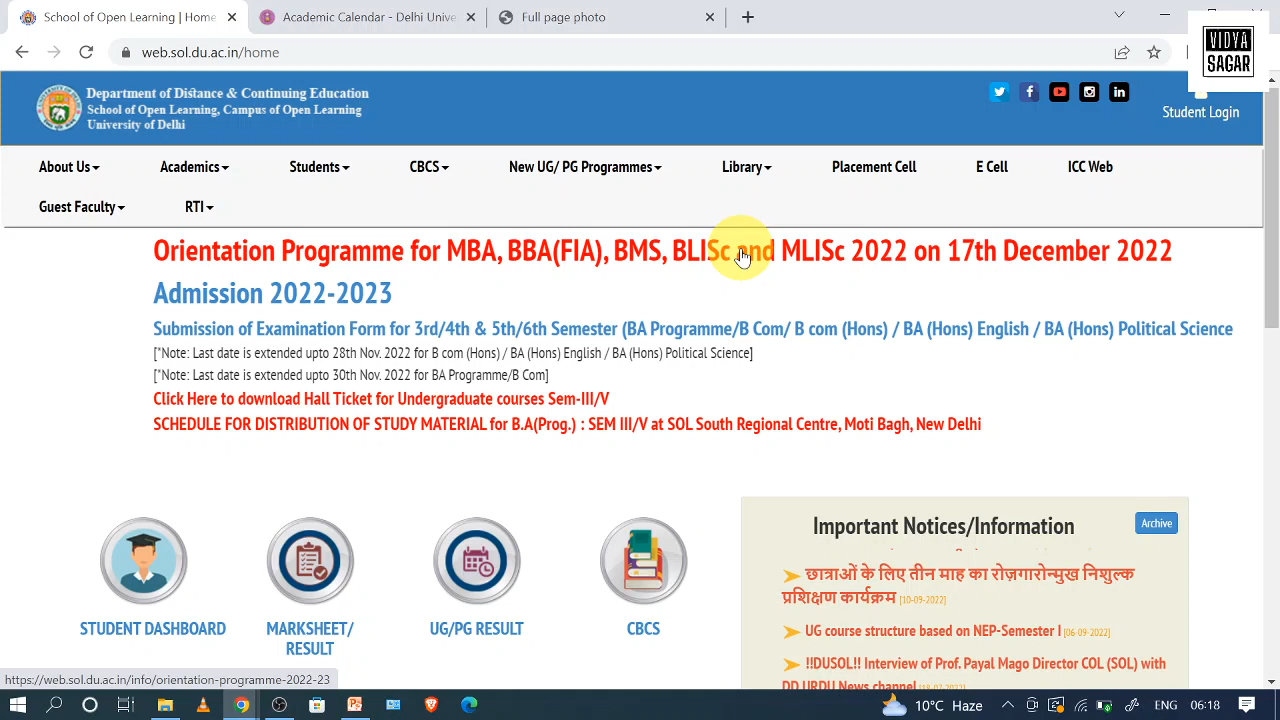 School of Open Learning | Home
Academic Calendar - Delhi Univer
Full page photo
web.sol.du.ac.in/home
VIDYA
SAGAR
Department of Distance & Continuing Education
School of Open Learning, Campus of Open Learning
University of Delhi
Student Login
About Us
Academics
Students
CBCS
New UG/ PG Programmes
Library
Placement Cell
E Cell
ICC Web
Guest Faculty
RTI
Orientation Programme for MBA, BBA(FIA), BMS, BLISc and MLISc 2022 on 17th December 2022
Admission 2022-2023
Submission of Examination Form for 3rd/4th & 5th/6th Semester (BA Programme/B Com/ B com (Hons) / BA (Hons) English / BA (Hons) Political Science
[*Note: Last date is extended upto 28th Nov. 2022 for B com (Hons) / BA (Hons) English / BA (Hons) Political Science]
[*Note: Last date is extended upto 30th Nov. 2022 for BA Programme/B Com]
Click Here to download Hall Ticket for Undergraduate courses Sem-III/V
SCHEDULE FOR DISTRIBUTION OF STUDY MATERIAL for B.A(Prog.) : SEM III/V at SOL South Regional Centre, Moti Bagh, New Delhi
STUDENT DASHBOARD
MARKSHEET/
RESULT
UG/PG RESULT
CBCS
Important Notices/Information
Archive
छात्राओं के लिए तीन माह का रोज़गारोन्मुख निशुल्क
प्रशिक्षण कार्यक्रम [10-09-2022]
UG course structure based on NEP-Semester I [06-09-2022]
!!DUSOL!! Interview of Prof. Payal Mago Director COL (SOL) with
DD URDU News channel
https://web.sol.du.ac.in/info/orientation-programme-2022-23
10°C Haze
ENG
06:18